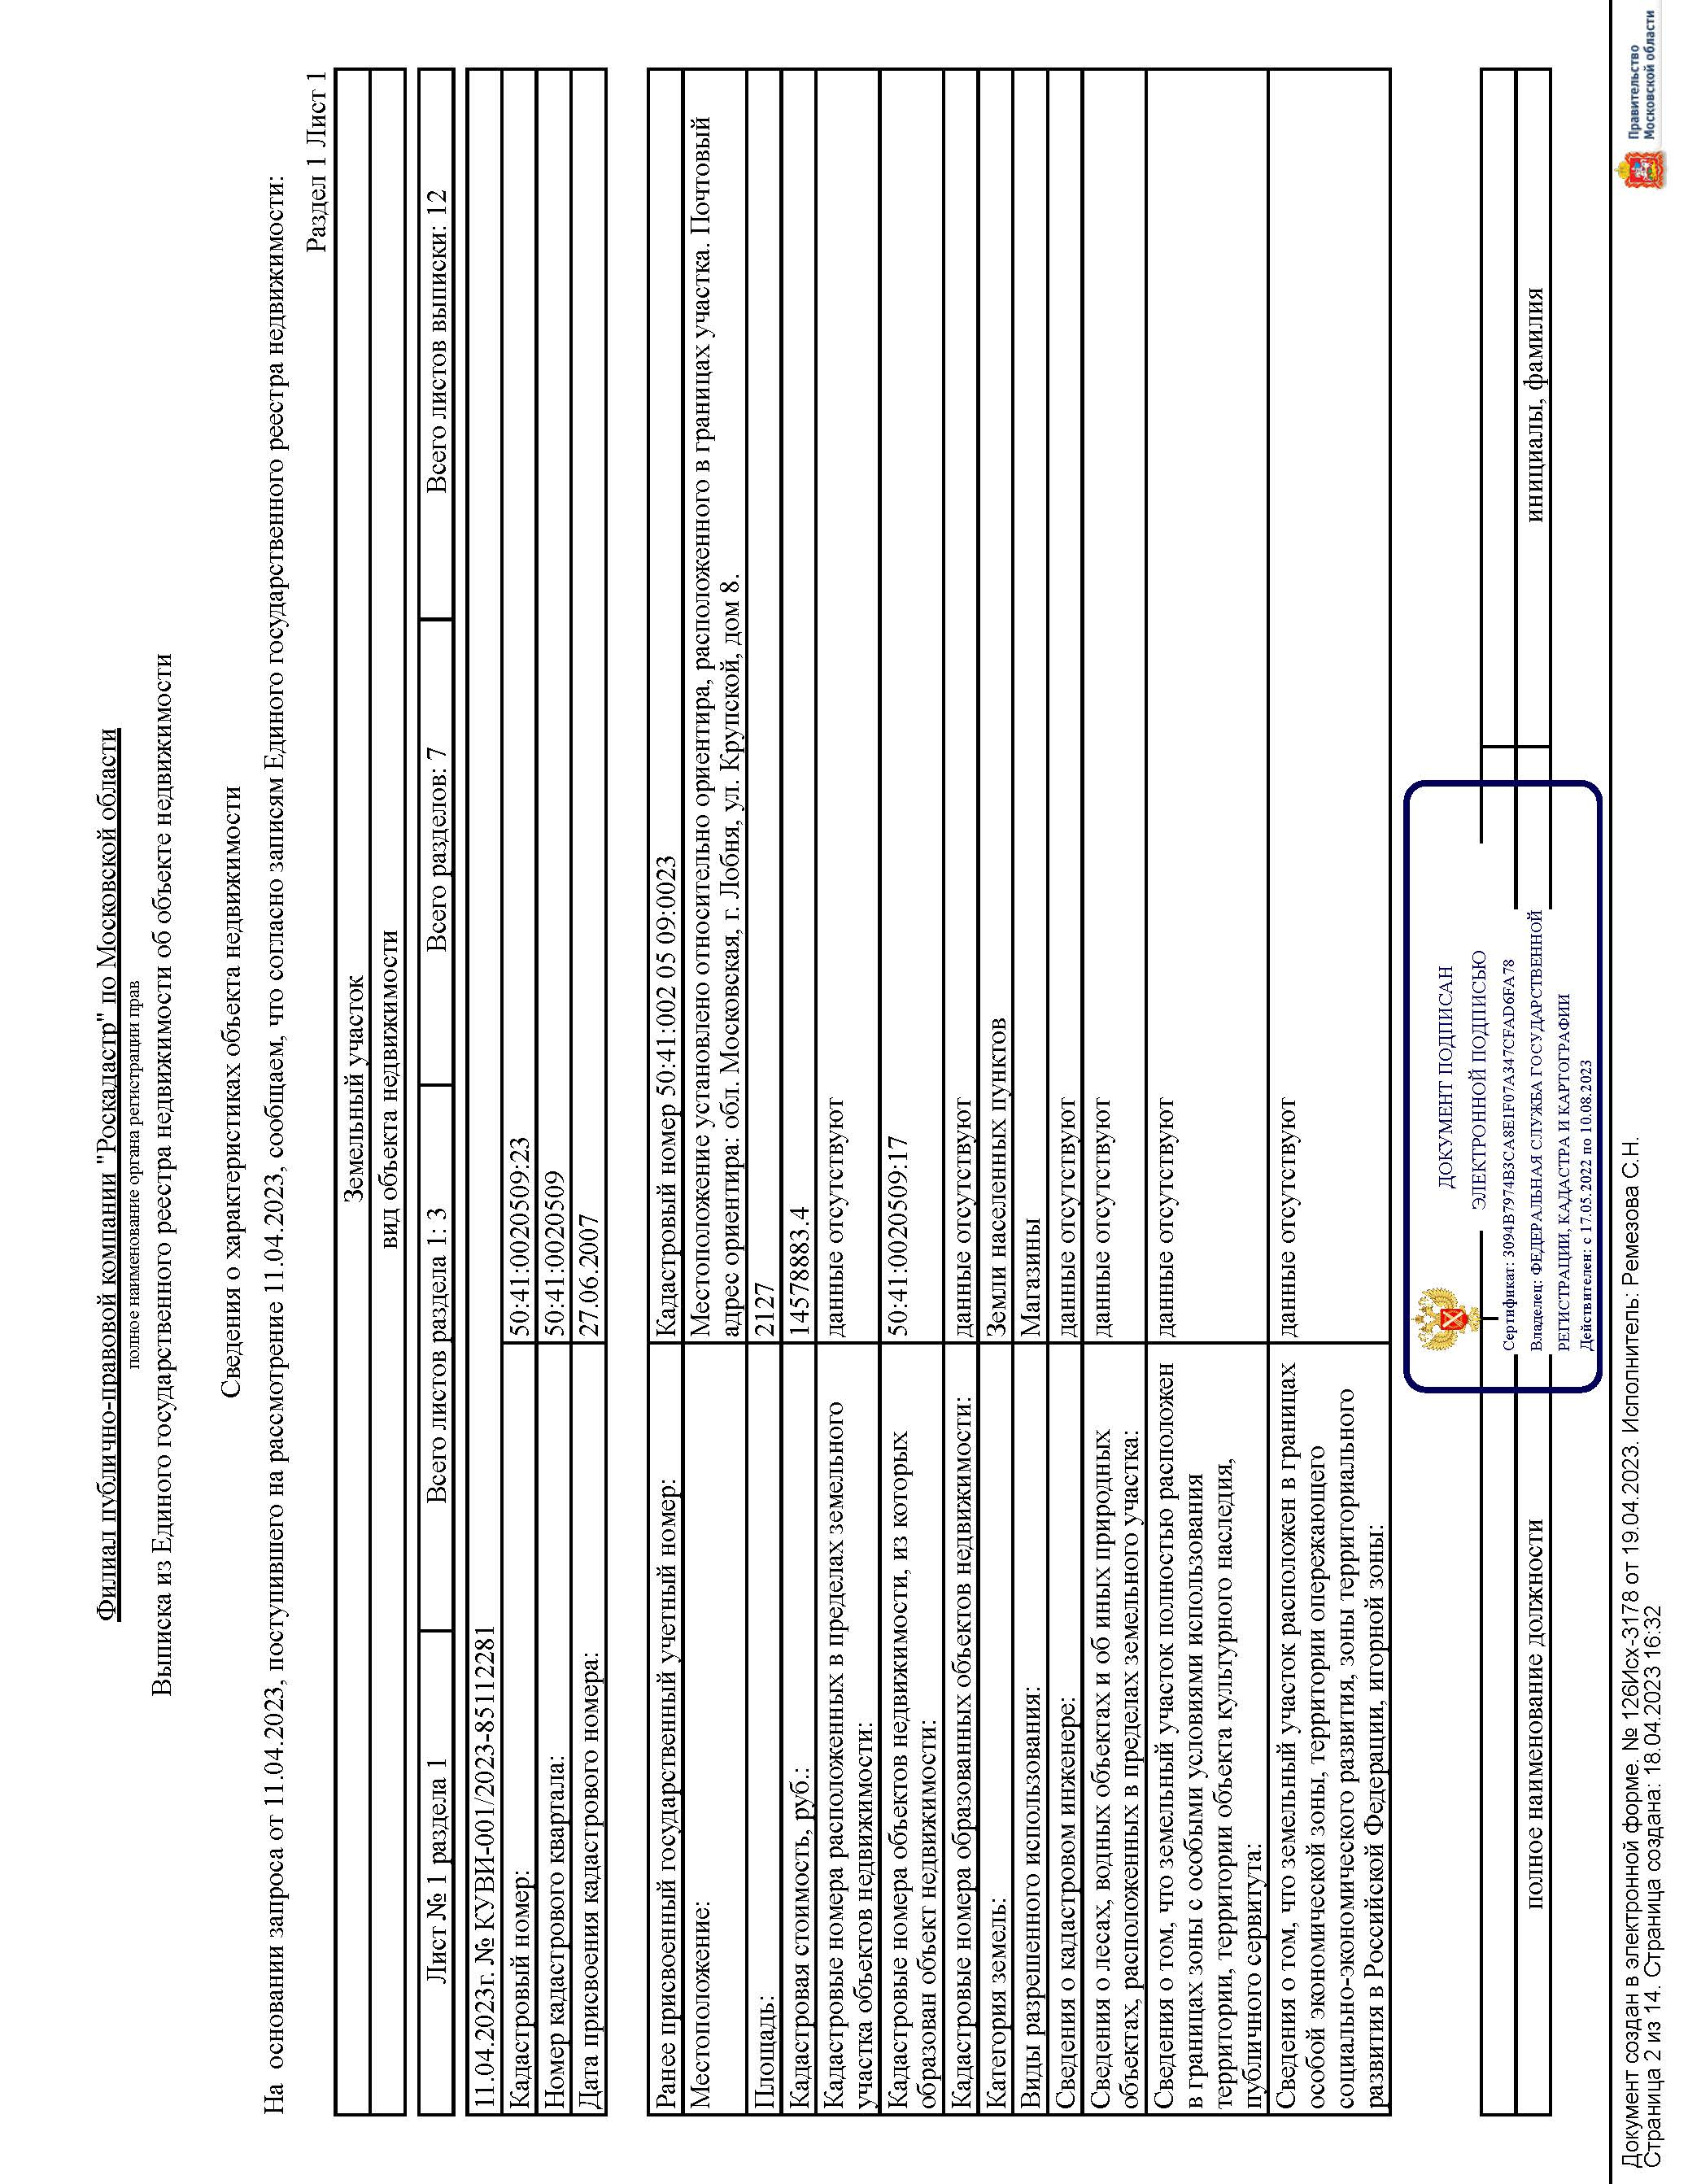 Филиал публично-правовой компании "Роскадастр" по Московской области
полное наименование органа регистрации прав
Выписка из Единого государственного реестра недвижимости об объекте недвижимости
Сведения о характеристиках объекта недвижимости
На основании запроса от 11.04.2023, поступившего на рассмотрение 11.04.2023, сообщаем, что согласно записям Единого государственного реестра недвижимости:
Раздел 1 Лист 1
Земельный участок
вид объекта недвижимости
Лист № 1 раздела 1 Всего листов раздела 1: 3 Всего разделов: 7 Всего листов выписки: 12
11.04.2023г. № КУВИ-001/2023-85112281
Кадастровый номер: 50:41:0020509:23
Номер кадастрового квартала: 50:41:0020509
Дата присвоения кадастрового номера: 27.06.2007
Ранее присвоенный государственный учетный номер: Кадастровый номер 50:41:002 05 09:0023
Местоположение: Местоположение установлено относительно ориентира, расположенного в границах участка. Почтовый
адрес ориентира: обл. Московская, г. Лобня, ул. Крупской, дом 8.
Площадь: 2127
Кадастровая стоимость, руб.: 14578883.4
Кадастровые номера расположенных в пределах земельного данные отсутствуют
участка объектов недвижимости:
Кадастровые номера объектов недвижимости, из которых 50:41:0020509:17
образован объект недвижимости:
Кадастровые номера образованных объектов недвижимости: данные отсутствуют
Категория земель: Земли населенных пунктов
Виды разрешенного использования: Магазины
Сведения о кадастровом инженере: данные отсутствуют
Сведения о лесах, водных объектах и об иных природных данные отсутствуют
объектах, расположенных в пределах земельного участка:
Сведения о том, что земельный участок полностью расположен данные отсутствуют
в границах зоны с особыми условиями использования
территории, территории объекта культурного наследия,
публичного сервитута:
Сведения о том, что земельный участок расположен в границах данные отсутствуют
особой экономической зоны, территории опережающего
социально-экономического развития, зоны территориального
развития в Российской Федерации, игорной зоны:
ДОКУМЕНТ ПОДПИСАН
ЭЛЕКТРОННОЙ ПОДПИСЬЮ
Сертификат: 3094B7974B3CA8E1F07A347CFAD6FA78
Владелец: ФЕДЕРАЛЬНАЯ СЛУЖБА ГОСУДАРСТВЕННОЙ
РЕГИСТРАЦИИ, КАДАСТРА И КАРТОГРАФИИ
Действителен: с 17.05.2022 по 10.08.2023
полное наименование должности инициалы, фамилия
Документ создан в электронной форме. № 126Исх-3178 от 19.04.2023. Исполнитель: Ремезова С.Н.
Страница 2 из 14. Страница создана: 18.04.2023 16:32
Правительство
Московской области